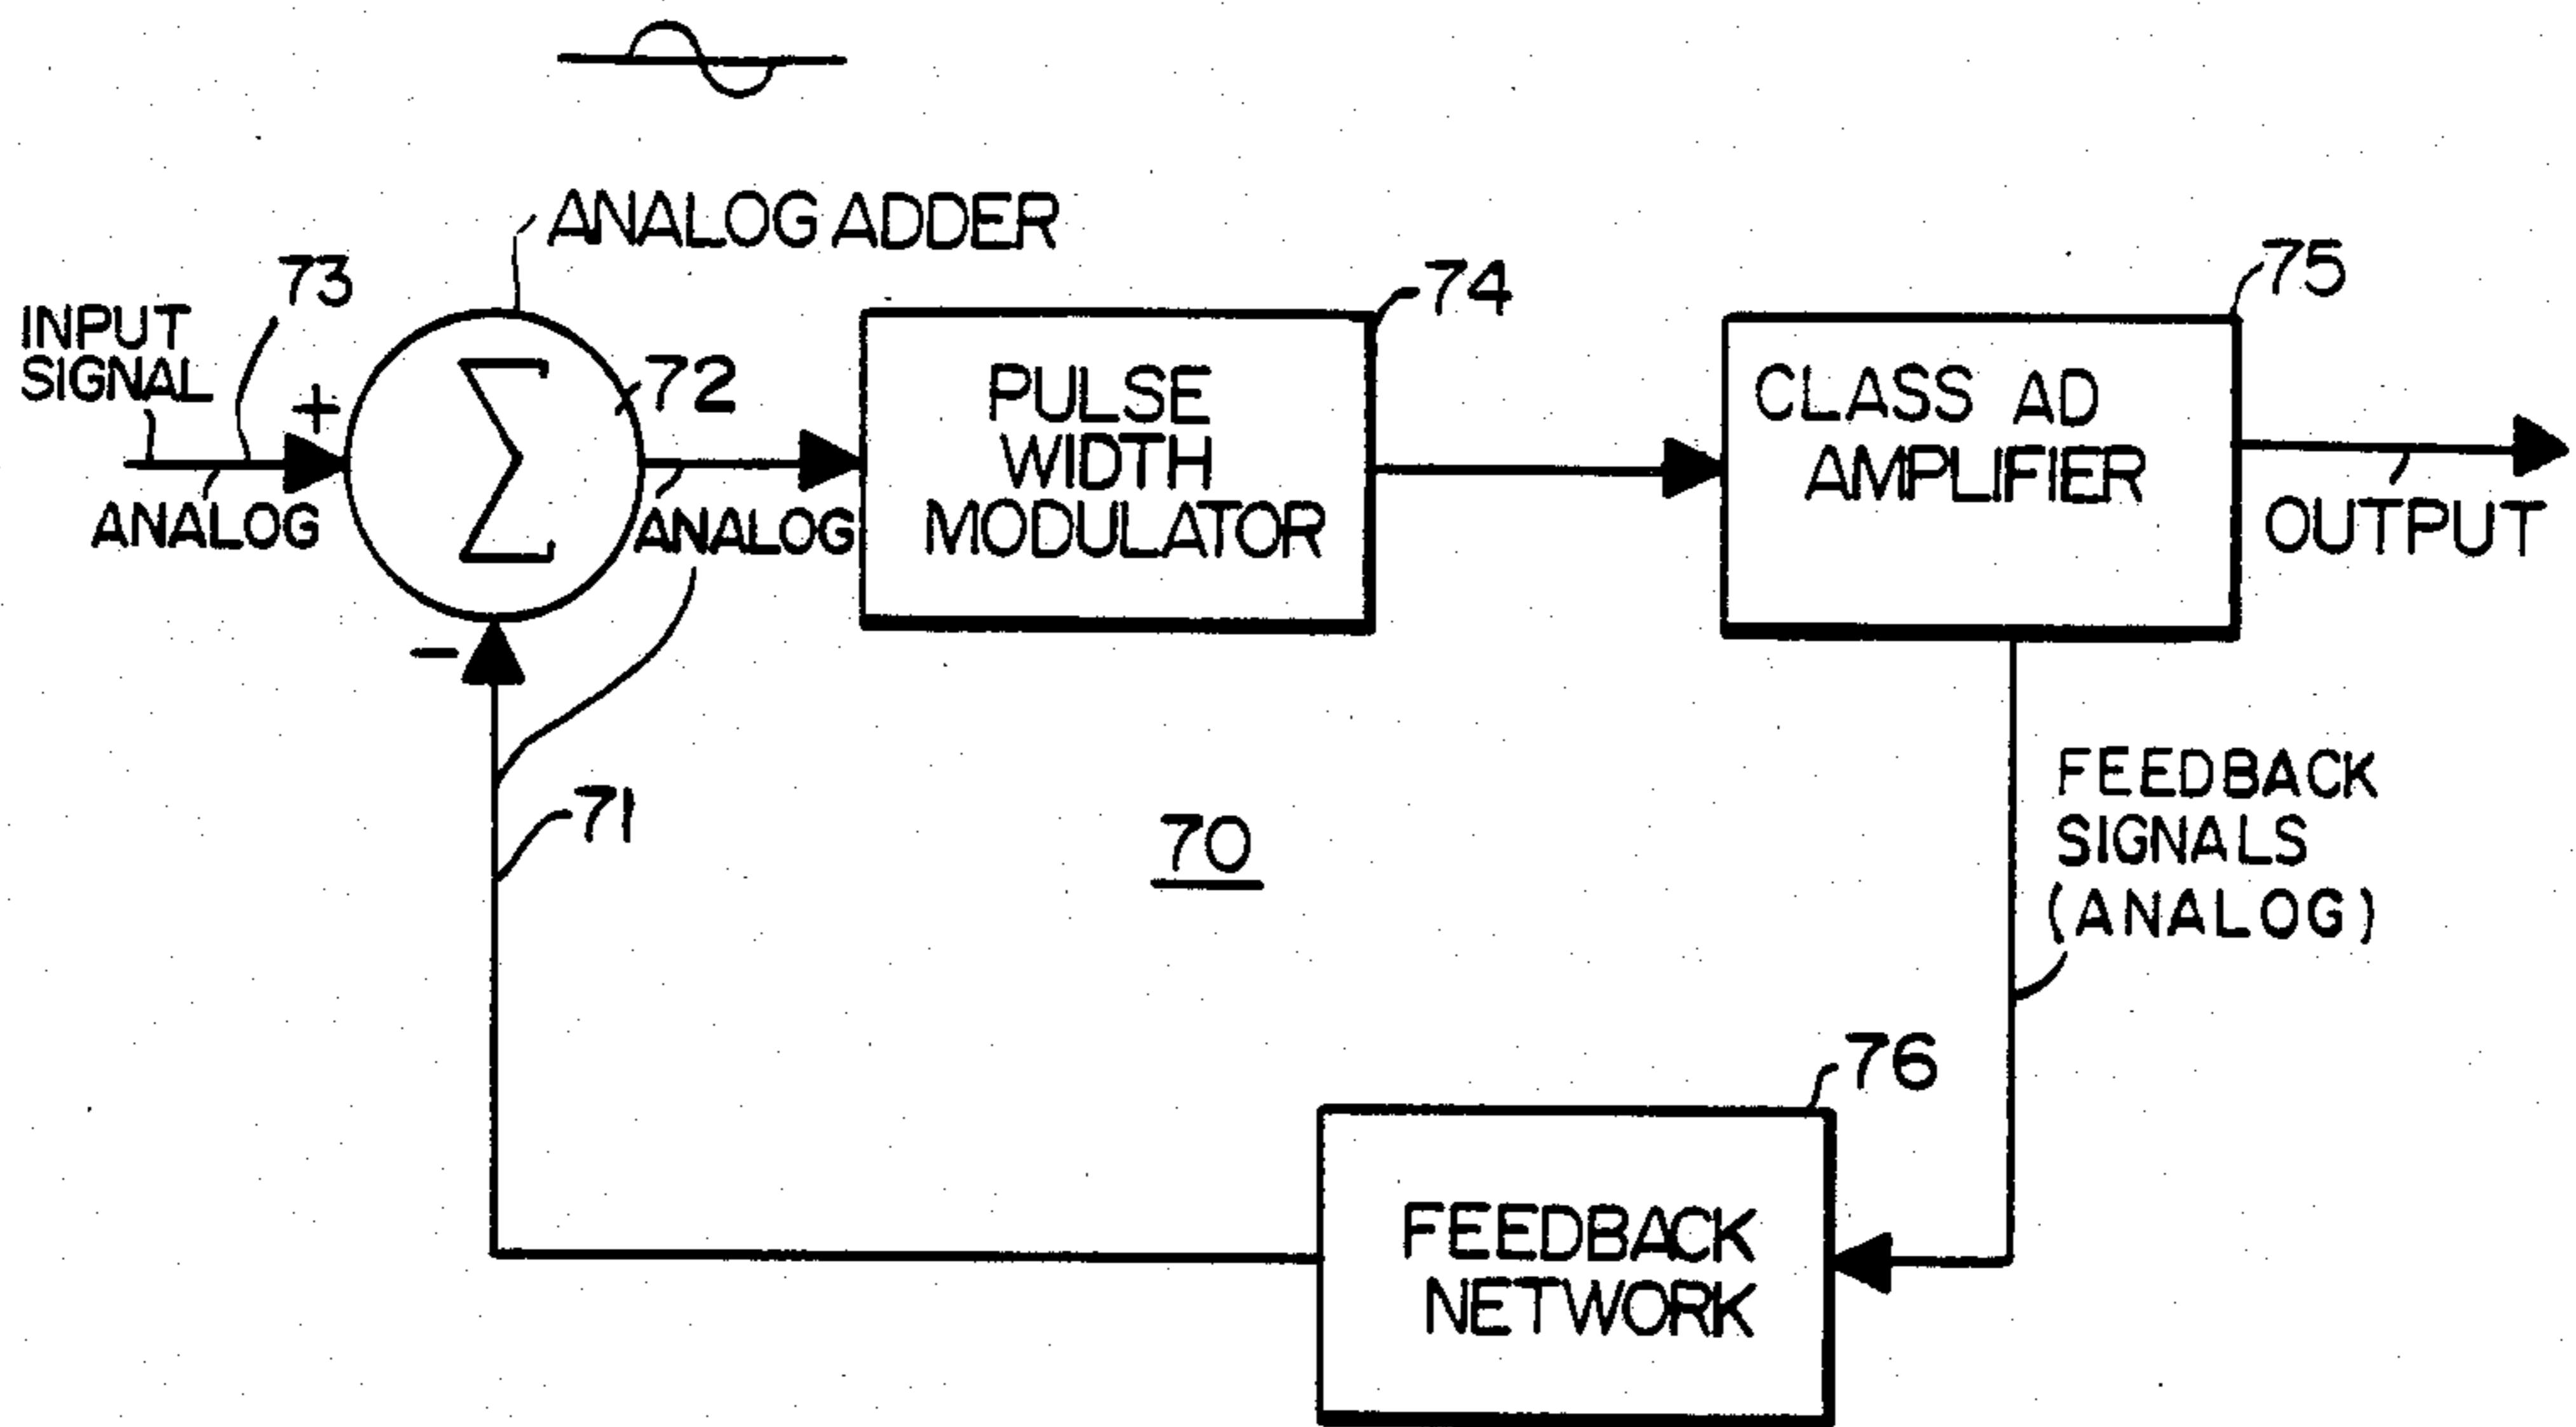 ANALOG ADDER
73
INPUT
SIGNAL
+
ANALOG
Σ
72
ANALOG
74
PULSE
WIDTH
MODULATOR
75
CLASS AD
AMPLIFIER
OUTPUT
-
71
70
FEEDBACK
SIGNALS
(ANALOG)
76
FEEDBACK
NETWORK